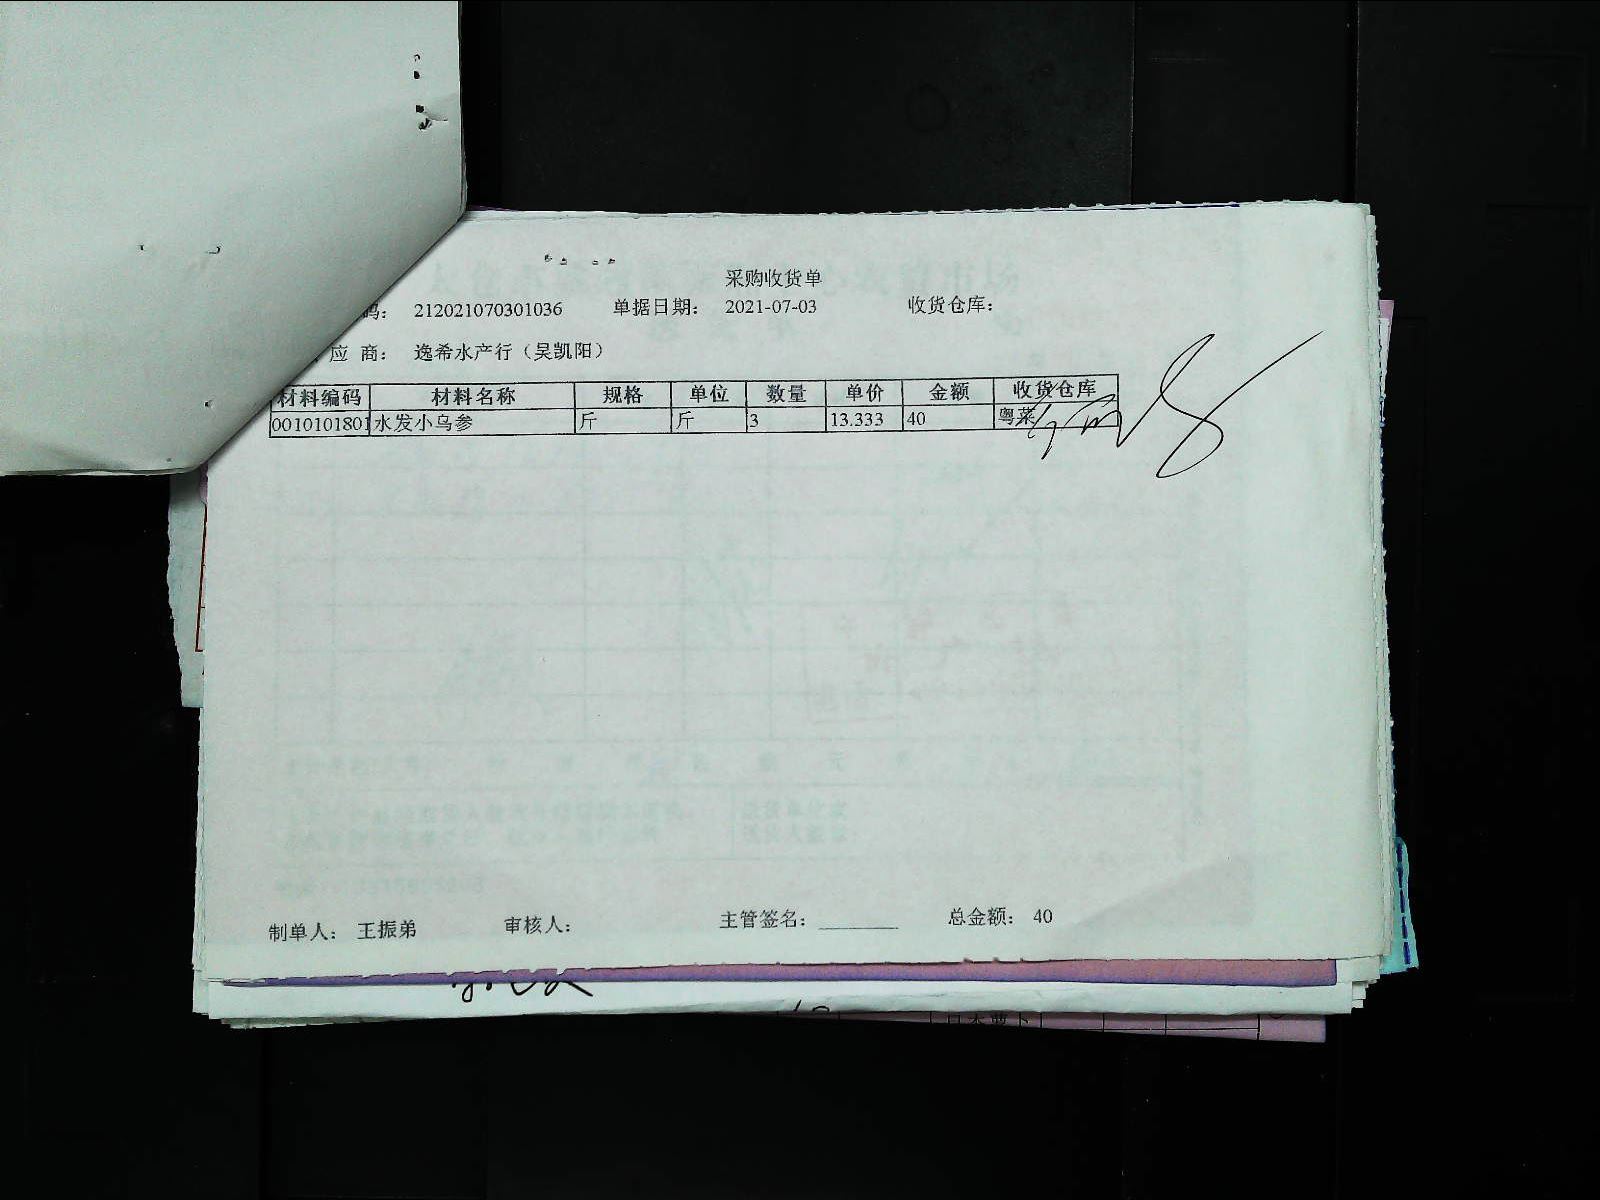 采购收货单
码： 212021070301036 单据日期： 2021-07-03 收货仓库：
应 商： 逸希水产行（吴凯阳）
材料编码 材料名称 规格 单位 数量 单价 金额 收货仓库
0010101801 水发小乌参 斤 斤 3 13.333 40 粤菜
制单人： 王振弟 审核人： 主管签名： 总金额： 40